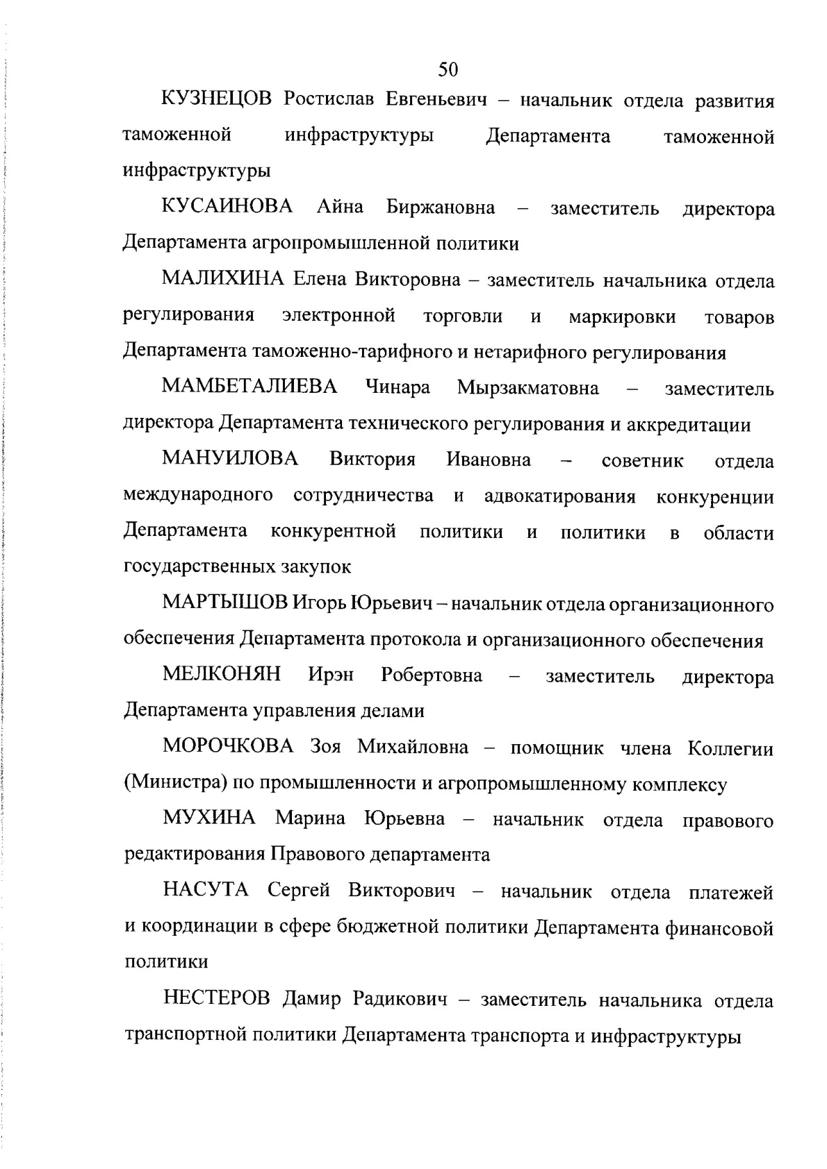 50
КУЗНЕЦОВ Ростислав Евгеньевич – начальник отдела развития
таможенной инфраструктуры Департамента таможенной
инфраструктуры
КУСАИНОВА Айна Биржановна – заместитель директора
Департамента агропромышленной политики
МАЛИХИНА Елена Викторовна – заместитель начальника отдела
регулирования электронной торговли и маркировки товаров
Департамента таможенно-тарифного и нетарифного регулирования
МАМБЕТАЛИЕВА Чинара Мырзакматовна – заместитель
директора Департамента технического регулирования и аккредитации
МАНУИЛОВА Виктория Ивановна – советник отдела
международного сотрудничества и адвокатирования конкуренции
Департамента конкурентной политики и политики в области
государственных закупок
МАРТЫШОВ Игорь Юрьевич – начальник отдела организационного
обеспечения Департамента протокола и организационного обеспечения
МЕЛКОНЯН Ирэн Робертовна – заместитель директора
Департамента управления делами
МОРОЧКОВА Зоя Михайловна – помощник члена Коллегии
(Министра) по промышленности и агропромышленному комплексу
МУХИНА Марина Юрьевна – начальник отдела правового
редактирования Правового департамента
НАСУТА Сергей Викторович – начальник отдела платежей
и координации в сфере бюджетной политики Департамента финансовой
политики
НЕСТЕРОВ Дамир Радикович – заместитель начальника отдела
транспортной политики Департамента транспорта и инфраструктуры